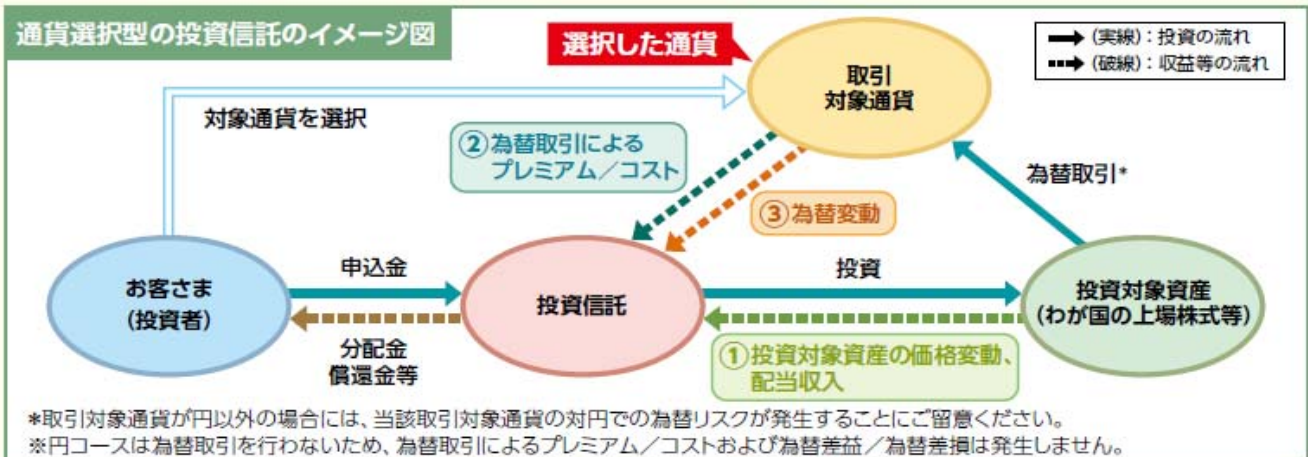 通貨選択型の投資信託のイメージ図
選択した通貨
(実線)：投資の流れ
(破線)：収益等の流れ
取引
対象通貨
対象通貨を選択
②為替取引による
プレミアム／コスト
為替取引*
③為替変動
お客さま
(投資者)
申込金
分配金
償還金等
投資信託
投資
①投資対象資産の価格変動、
配当収入
投資対象資産
(わが国の上場株式等)
*取引対象通貨が円以外の場合には、当該取引対象通貨の対円での為替リスクが発生することにご留意ください。
※円コースは為替取引を行わないため、為替取引によるプレミアム／コストおよび為替差益／為替差損は発生しません。